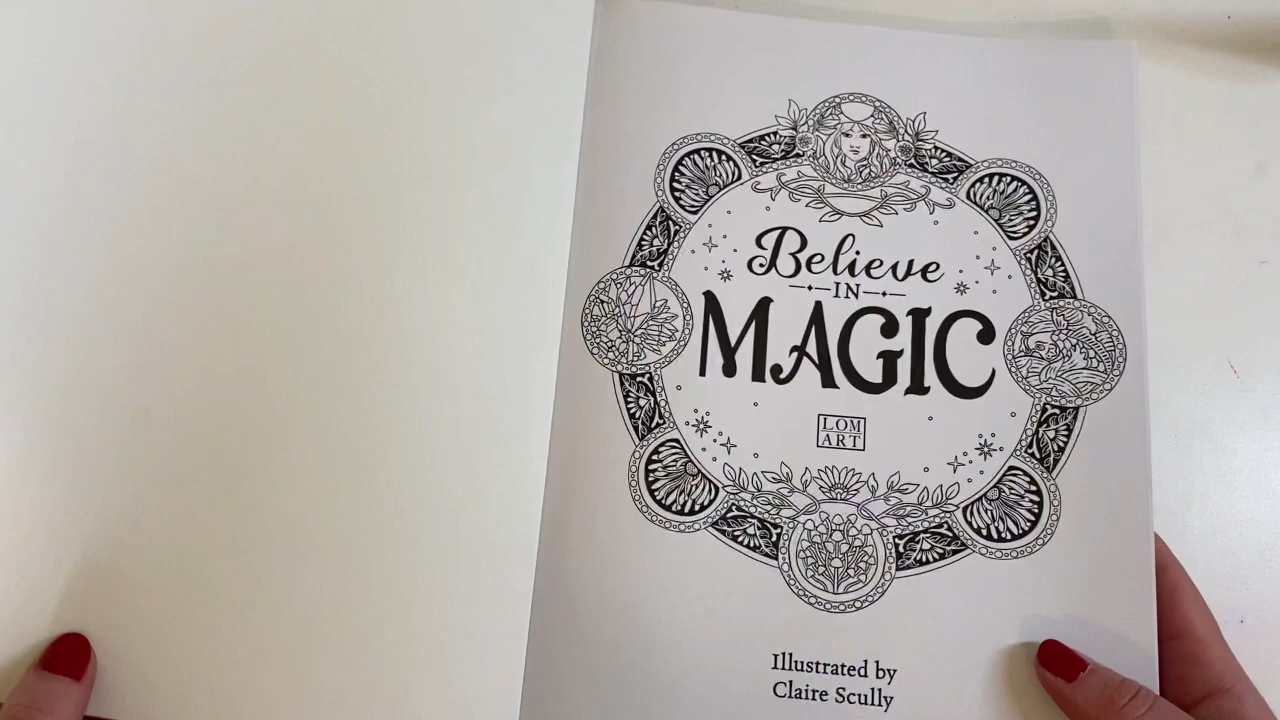 Believe
IN
MAGIC
LOM
ART
Illustrated by
Claire Scully